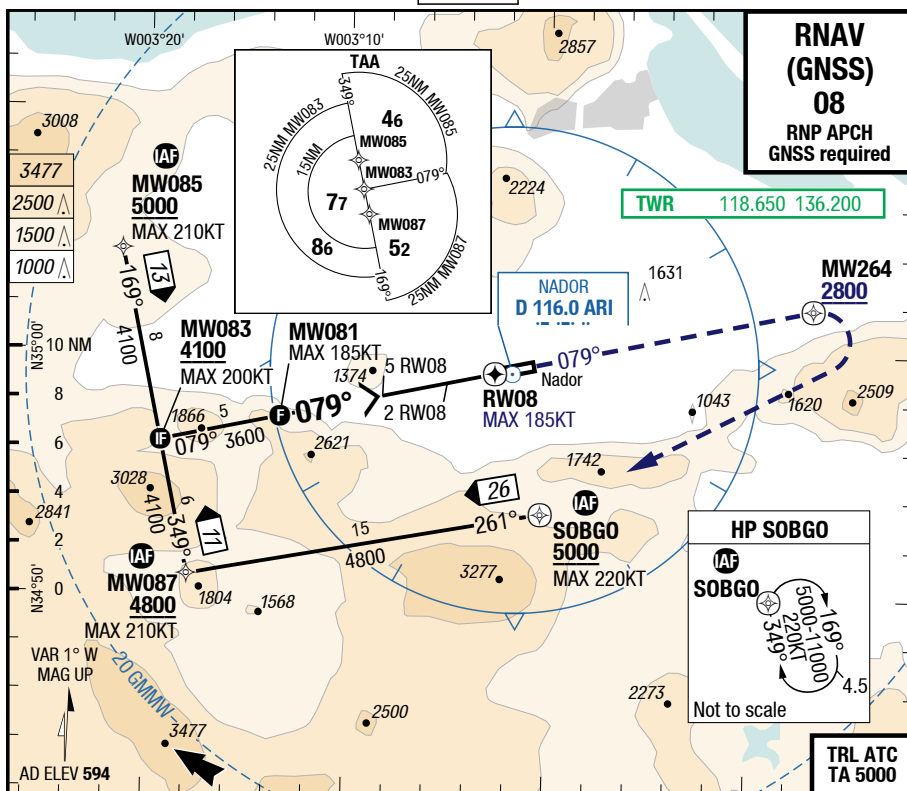 RNAV
(GNSS)
08
RNP APCH
GNSS required
W003°20'
W003°10'
2857
3008
3477
2500
1500
1000
IAF
MW085
5000
MAX 210KT
TAA
349°
25NM MW083
25NM MW085
15NM
46
MW085
MW083
079°
77
MW087
86
52
169°
25NM MW087
2224
TWR 118.650 136.200
1631
NADOR
D 116.0 ARI
MW264
2800
169°
13
8
4100
MW083
4100
MAX 200KT
MW081
MAX 185KT
1374
5 RW08
2 RW08
079°
Nador
RW08
MAX 185KT
079°
N35°00'
10 NM
8
6
4
2
0
N34°50'
1866
5
IF
079° 3600
F
2621
1043
1620
2509
1742
3028
2841
6
4100
349°
11
26
15
261°
4800
IAF
SOBGO
5000
MAX 220KT
IAF
MW087
4800
MAX 210KT
1804
1568
3277
HP SOBGO
IAF
SOBGO
349°
5000-11000
220KT
169°
4.5
Not to scale
VAR 1° W
MAG UP
20 GMMW
3477
2500
2273
AD ELEV 594
TRL ATC
TA 5000